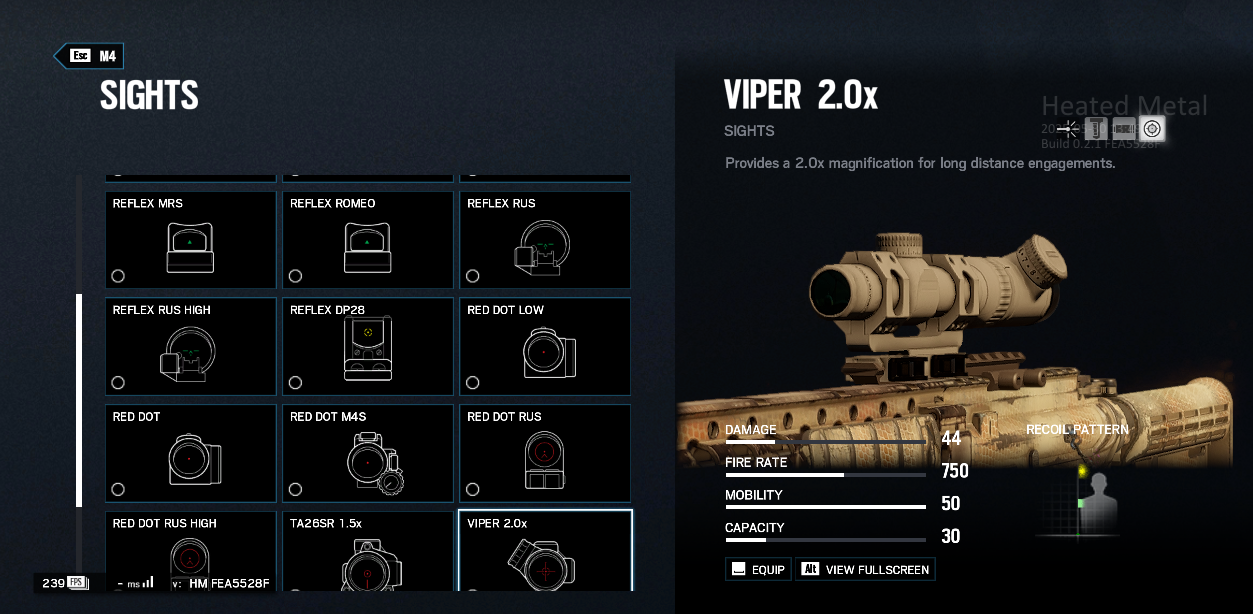 Esc M4
SIGHTS
REFLEX MRS
REFLEX ROMEO
REFLEX RUS
REFLEX RUS HIGH
REFLEX DP28
RED DOT LOW
RED DOT
RED DOT M4S
RED DOT RUS
RED DOT RUS HIGH
TA26SR 1.5x
VIPER 2.0x
239 FPS
- ms
v: HM FEA5528F
VIPER 2.0x
Heated Metal
SIGHTS
Build 0.2.1 FEA5528F
Provides a 2.0x magnification for long distance engagements.
DAMAGE 44
RECOIL PATTERN
FIRE RATE 750
MOBILITY 50
CAPACITY 30
EQUIP
Alt VIEW FULLSCREEN